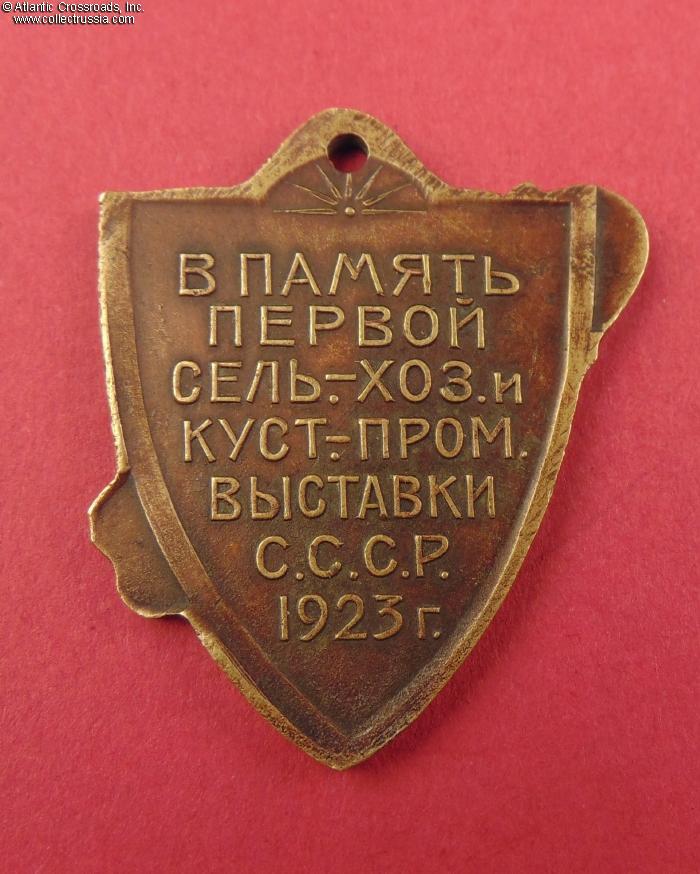 © Atlantic Crossroads, Inc.
www.collectrussia.com
В ПАМЯТЬ
ПЕРВОЙ
СЕЛЬ.-ХОЗ. и
КУСТ.-ПРОМ.
ВЫСТАВКИ
С.С.С.Р.
1923 г.